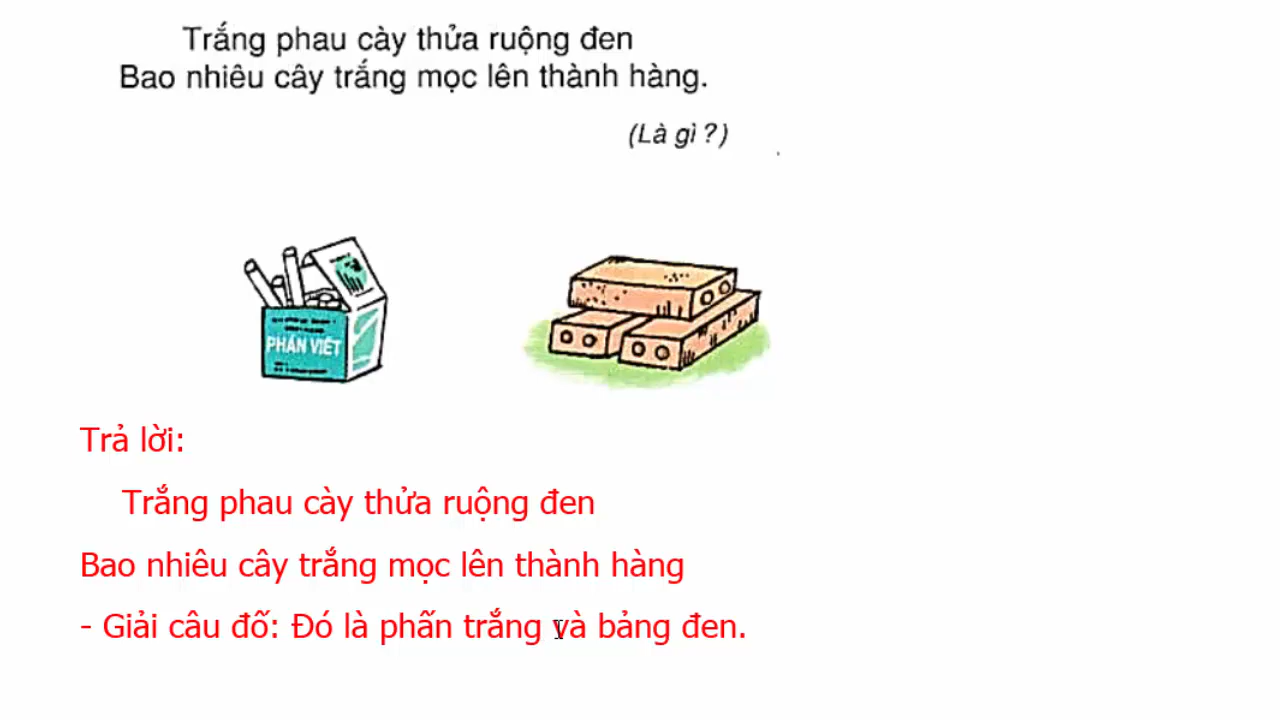 Trắng phau cày thửa ruộng đen
Bao nhiêu cây trắng mọc lên thành hàng.
(Là gì ?)
PHẤN VIẾT
Trả lời:
Trắng phau cày thửa ruộng đen
Bao nhiêu cây trắng mọc lên thành hàng
- Giải câu đố: Đó là phấn trắng và bảng đen.